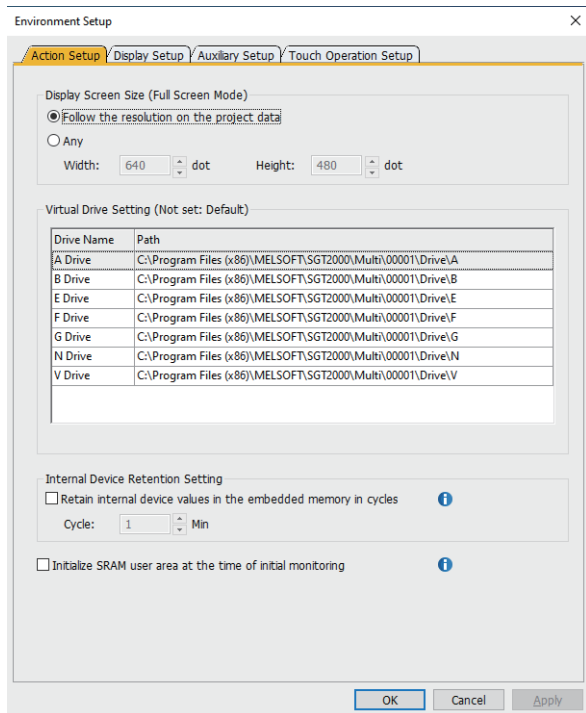 Environment Setup
Action Setup Display Setup Auxiliary Setup Touch Operation Setup
Display Screen Size (Full Screen Mode)
Follow the resolution on the project data
Any
Width: 640 dot Height: 480 dot
Virtual Drive Setting (Not set: Default)
Drive Name Path
A Drive C:\Program Files (x86)\MELSOFT\SGT2000\Multi\00001\Drive\A
B Drive C:\Program Files (x86)\MELSOFT\SGT2000\Multi\00001\Drive\B
E Drive C:\Program Files (x86)\MELSOFT\SGT2000\Multi\00001\Drive\E
F Drive C:\Program Files (x86)\MELSOFT\SGT2000\Multi\00001\Drive\F
G Drive C:\Program Files (x86)\MELSOFT\SGT2000\Multi\00001\Drive\G
N Drive C:\Program Files (x86)\MELSOFT\SGT2000\Multi\00001\Drive\N
V Drive C:\Program Files (x86)\MELSOFT\SGT2000\Multi\00001\Drive\V
Internal Device Retention Setting
Retain internal device values in the embedded memory in cycles
Cycle: 1 Min
Initialize SRAM user area at the time of initial monitoring
OK Cancel Apply